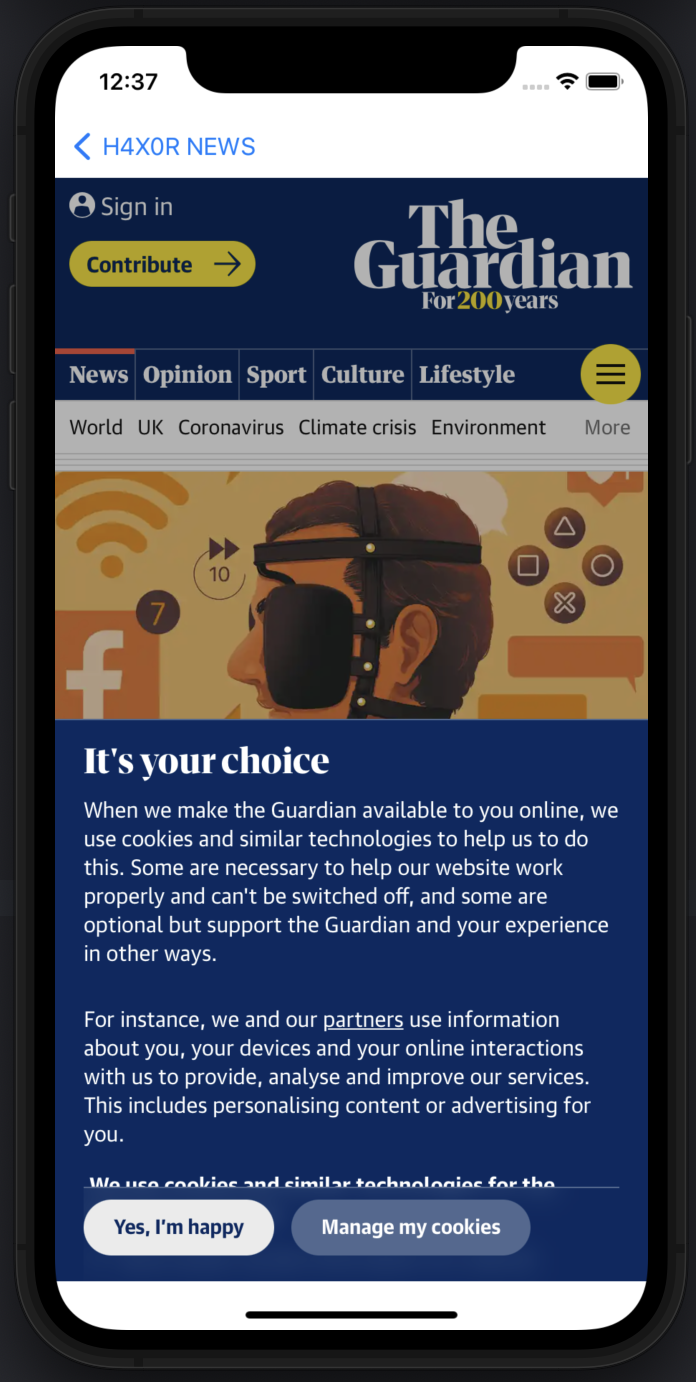 12:37
H4X0R NEWS
Sign in
Contribute
The
Guardian
For 200 years
News Opinion Sport Culture Lifestyle
World UK Coronavirus Climate crisis Environment More
1
10
7
f
It's your choice
When we make the Guardian available to you online, we
use cookies and similar technologies to help us to do
this. Some are necessary to help our website work
properly and can't be switched off, and some are
optional but support the Guardian and your experience
in other ways.
For instance, we and our partners use information
about you, your devices and your online interactions
with us to provide, analyse and improve our services.
This includes personalising content or advertising for
you.
We use cookies and similar technologies for the
Yes, I'm happy
Manage my cookies